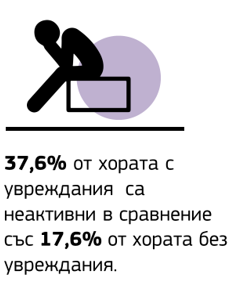 37,6% от хората с
увреждания са
неактивни в сравнение
със 17,6% от хората без
увреждания.